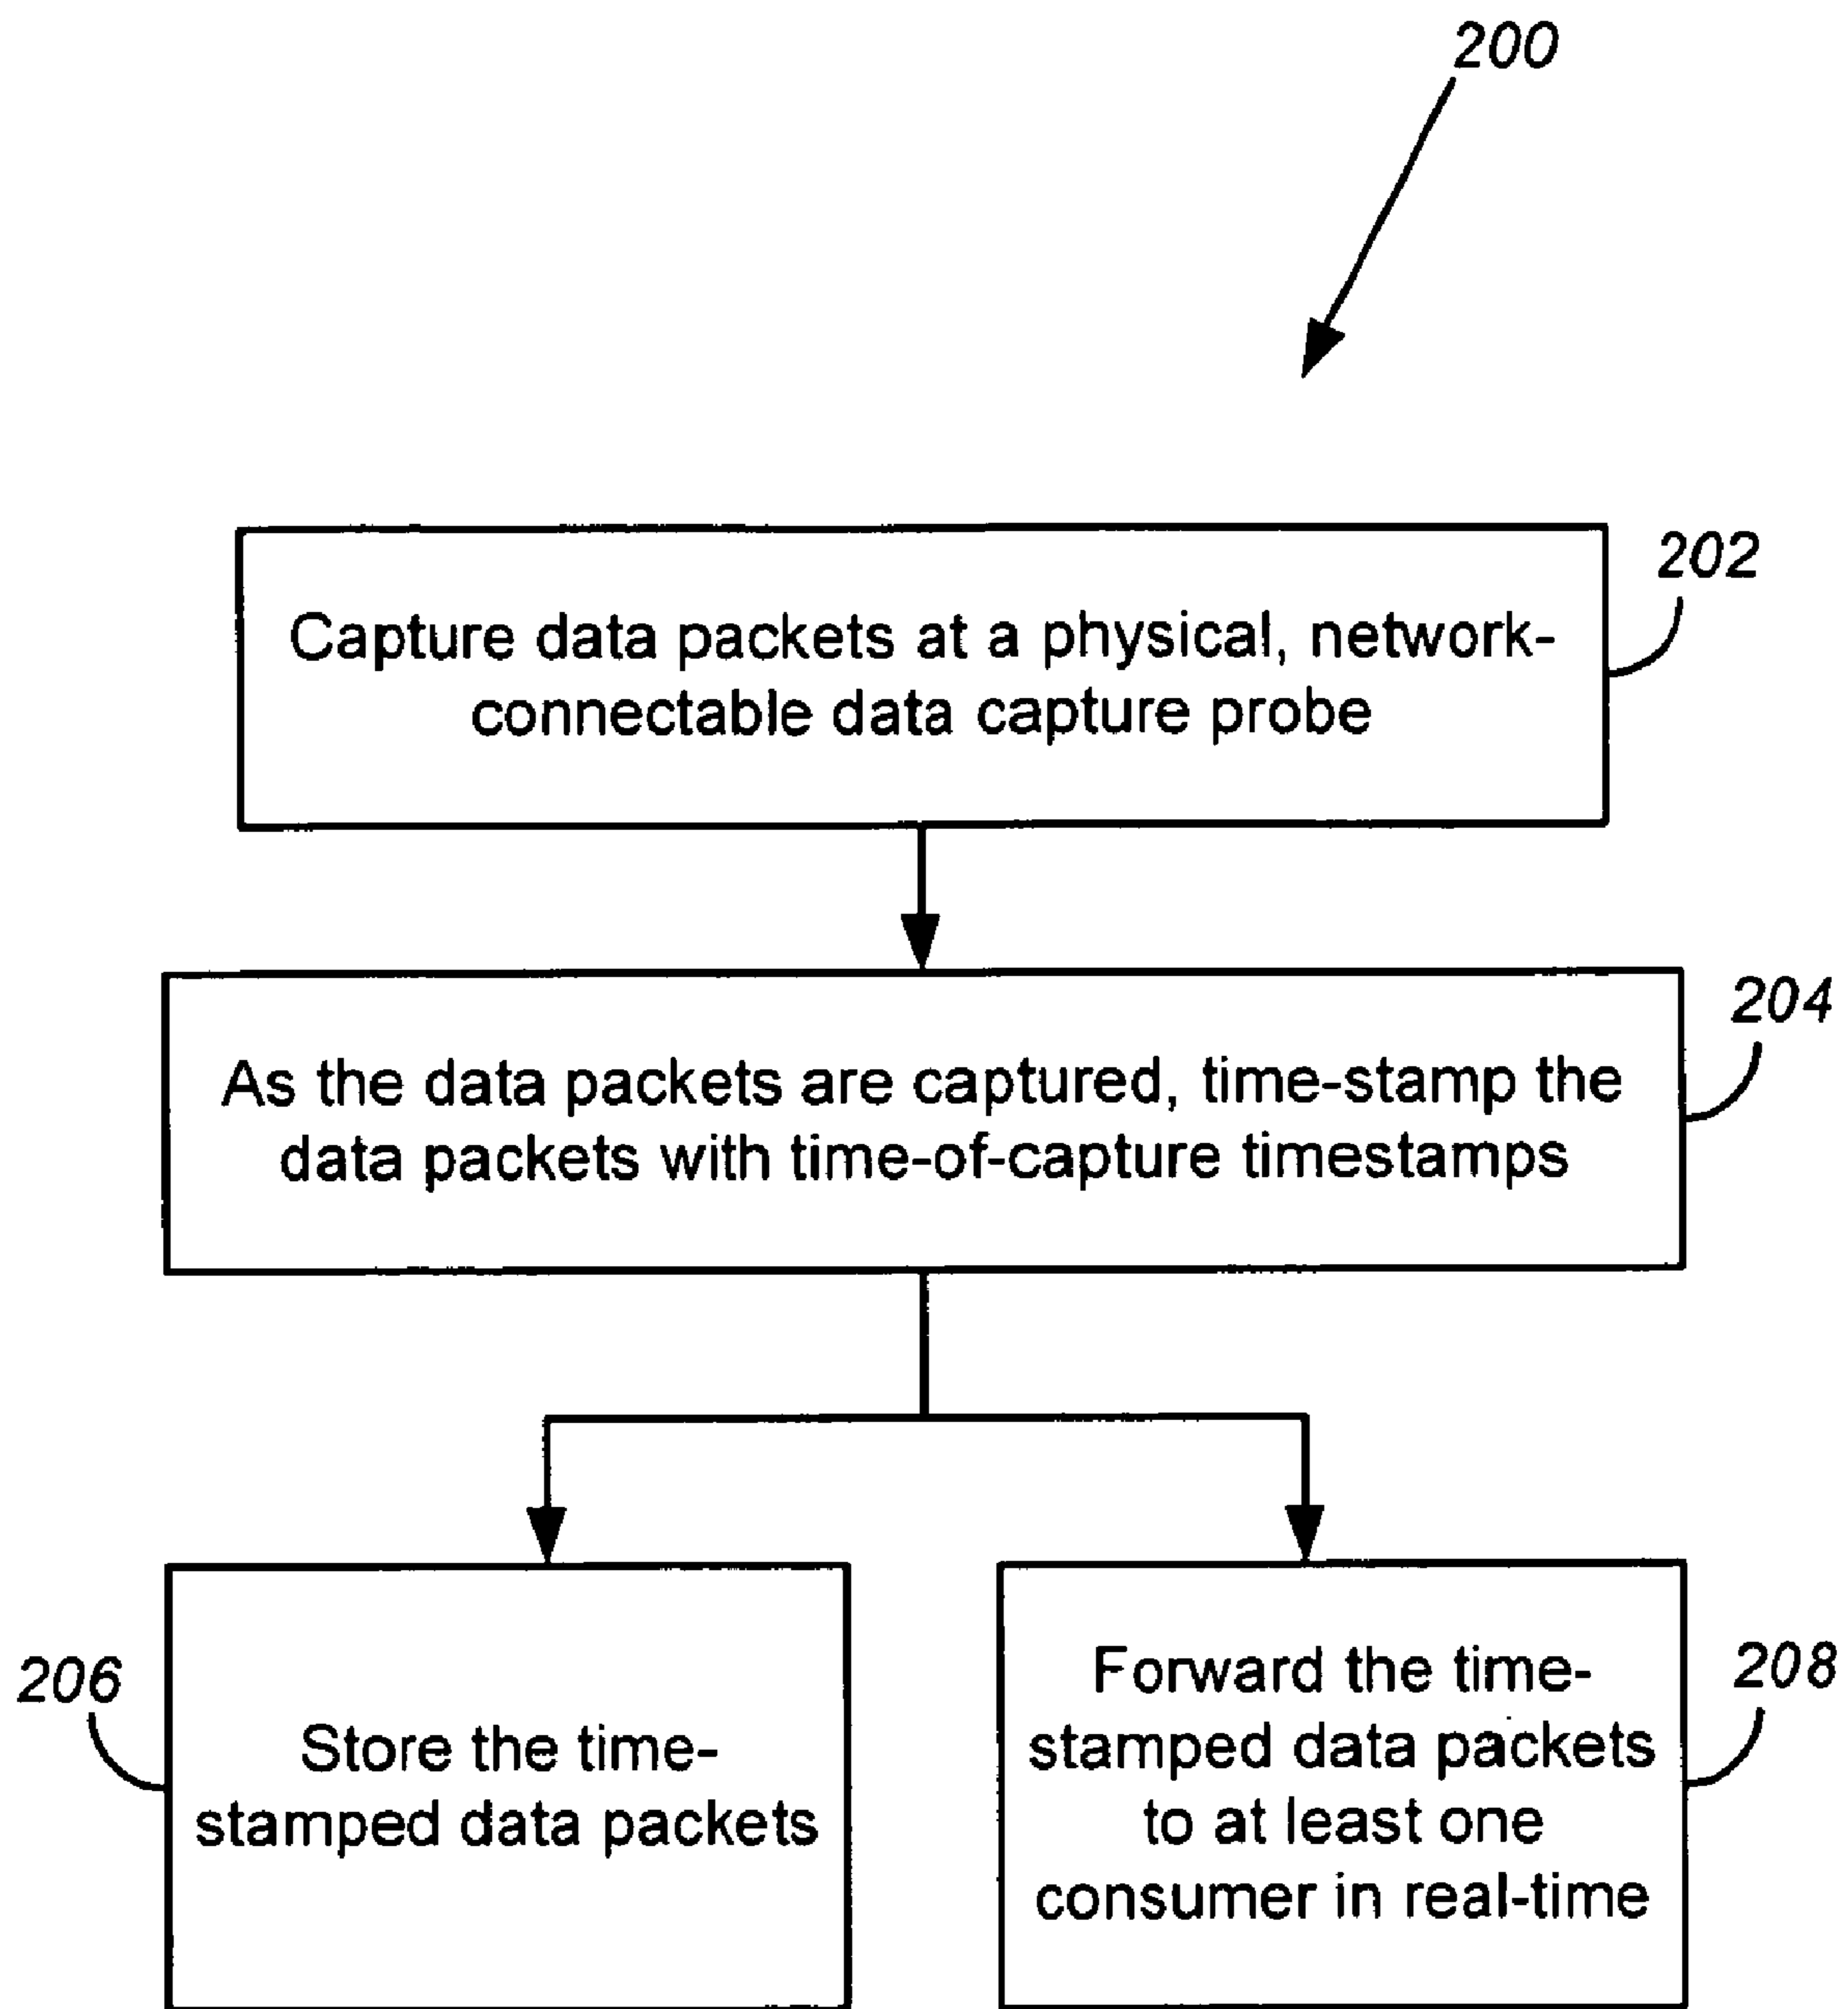 200
202
Capture data packets at a physical, network-
connectable data capture probe
204
As the data packets are captured, time-stamp the
data packets with time-of-capture timestamps
206
Store the time-
stamped data packets
208
Forward the time-
stamped data packets
to at least one
consumer in real-time